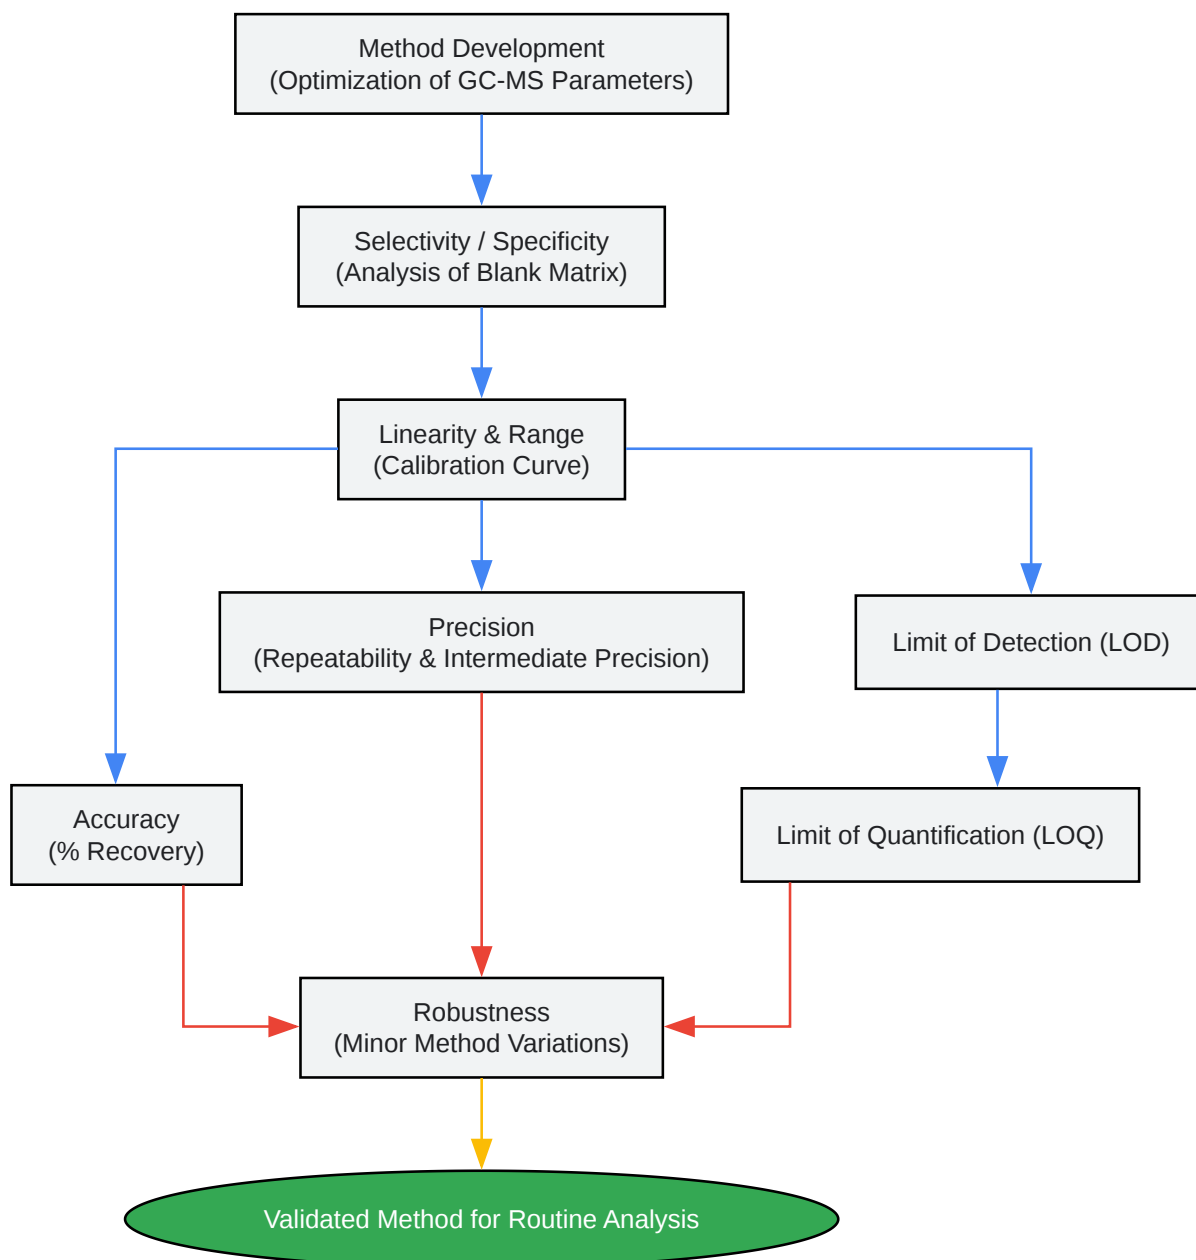 Method Development
(Optimization of GC-MS Parameters)
Selectivity / Specificity
(Analysis of Blank Matrix)
Linearity & Range
(Calibration Curve)
Precision
(Repeatability & Intermediate Precision)
Limit of Detection (LOD)
Accuracy
(% Recovery)
Limit of Quantification (LOQ)
Robustness
(Minor Method Variations)
Validated Method for Routine Analysis